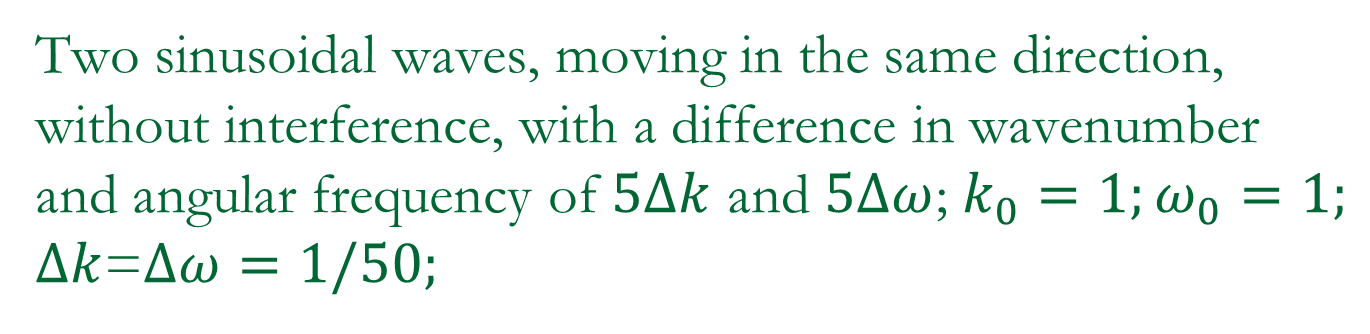 Two sinusoidal waves, moving in the same direction,
without interference, with a difference in wavenumber
and angular frequency of 5Δ𝑘 and 5Δ𝜔; 𝑘₀ = 1; 𝜔₀ = 1;
Δ𝑘=Δ𝜔 = 1/50;